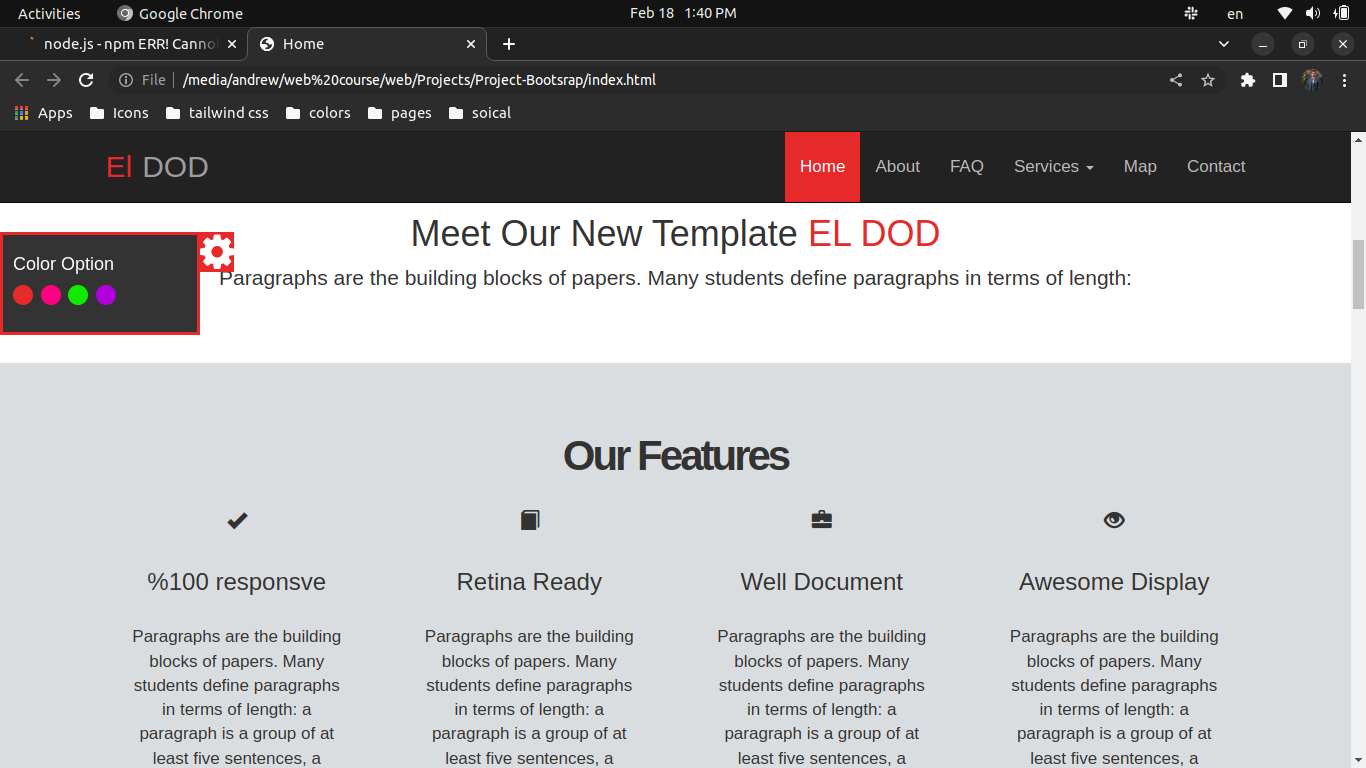 Activities Google Chrome Feb 18 1:40 PM en
node.js - npm ERR! Canno Home
File /media/andrew/web%20course/web/Projects/Project-Bootsrap/index.html
Apps Icons tailwind css colors pages soical
El DOD Home About FAQ Services Map Contact
Meet Our New Template EL DOD
Color Option
Paragraphs are the building blocks of papers. Many students define paragraphs in terms of length:
Our Features
%100 responsve
Paragraphs are the building
blocks of papers. Many
students define paragraphs
in terms of length: a
paragraph is a group of at
least five sentences, a
Retina Ready
Paragraphs are the building
blocks of papers. Many
students define paragraphs
in terms of length: a
paragraph is a group of at
least five sentences, a
Well Document
Paragraphs are the building
blocks of papers. Many
students define paragraphs
in terms of length: a
paragraph is a group of at
least five sentences, a
Awesome Display
Paragraphs are the building
blocks of papers. Many
students define paragraphs
in terms of length: a
paragraph is a group of at
least five sentences, a